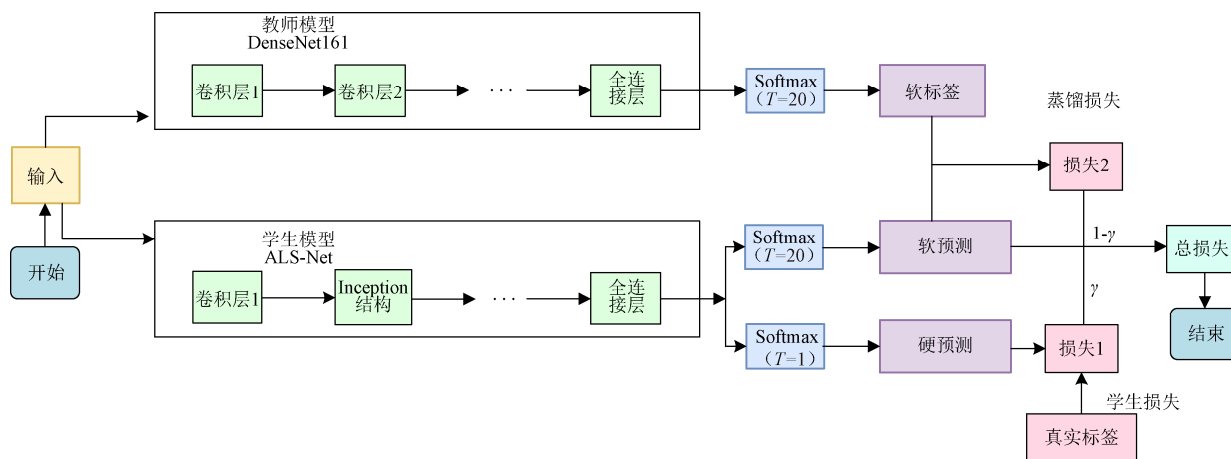 教师模型
DenseNet161
卷积层1
卷积层2
···
全连
接层
Softmax
（T=20）
软标签
蒸馏损失
输入
损失2
学生模型
ALS-Net
卷积层1
Inception
结构
···
全连
接层
Softmax
（T=20）
软预测
1-γ
总损失
开始
γ
Softmax
（T=1）
硬预测
损失1
结束
学生损失
真实标签